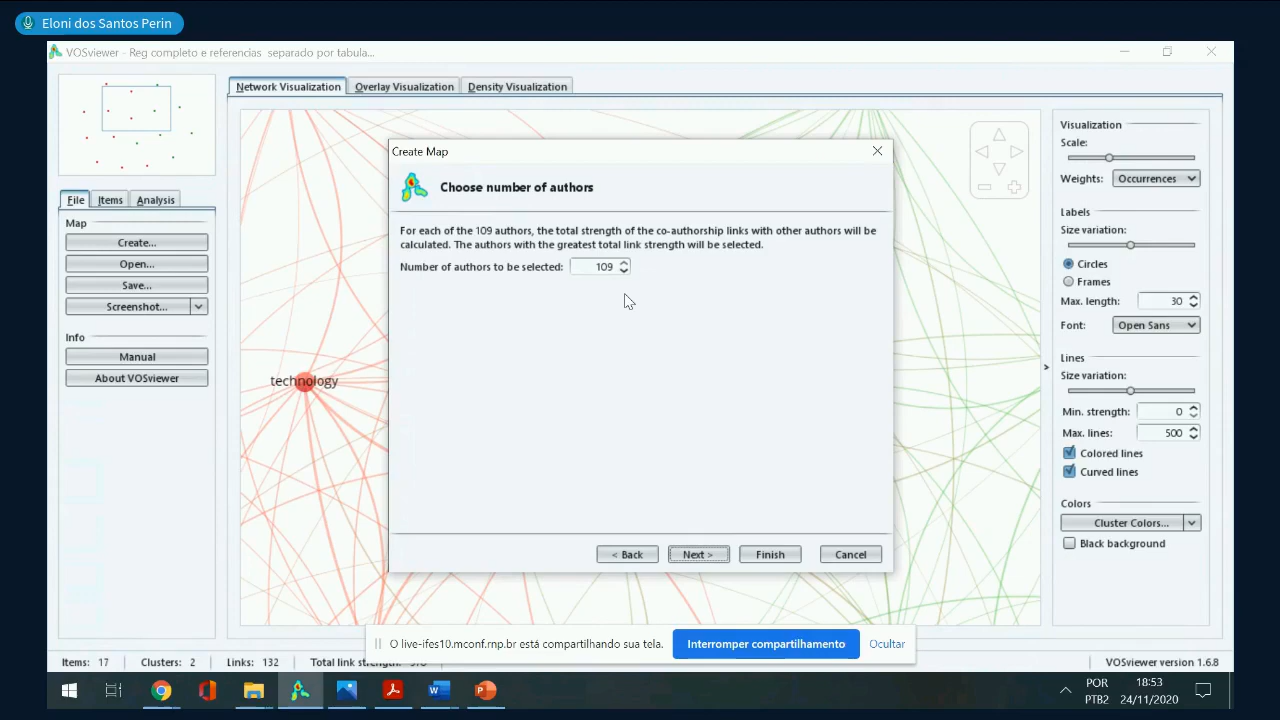 Eloni dos Santos Perin
VOSviewer - Reg completo e referencias separado por tabula...
Network Visualization
Overlay Visualization
Density Visualization
File
Items
Analysis
Map
Create...
Open...
Save...
Screenshot...
Info
Manual
About VOSviewer
technology
Create Map
Choose number of authors
For each of the 109 authors, the total strength of the co-authorship links with other authors will be
calculated. The authors with the greatest total link strength will be selected.
Number of authors to be selected: 109
< Back
Next >
Finish
Cancel
Visualization
Scale:
Weights: Occurrences
Labels
Size variation:
Circles
Frames
Max. length: 30
Font: Open Sans
Lines
Size variation:
Min. strength: 0
Max. lines: 500
Colored lines
Curved lines
Colors
Cluster Colors...
Black background
O live-ifes10.mconf.rnp.br está compartilhando sua tela.
Interromper compartilhamento
Ocultar
Items: 17
Clusters: 2
Links: 132
Total link
VOSviewer version 1.6.8
POR
PTB2
18:53
24/11/2020